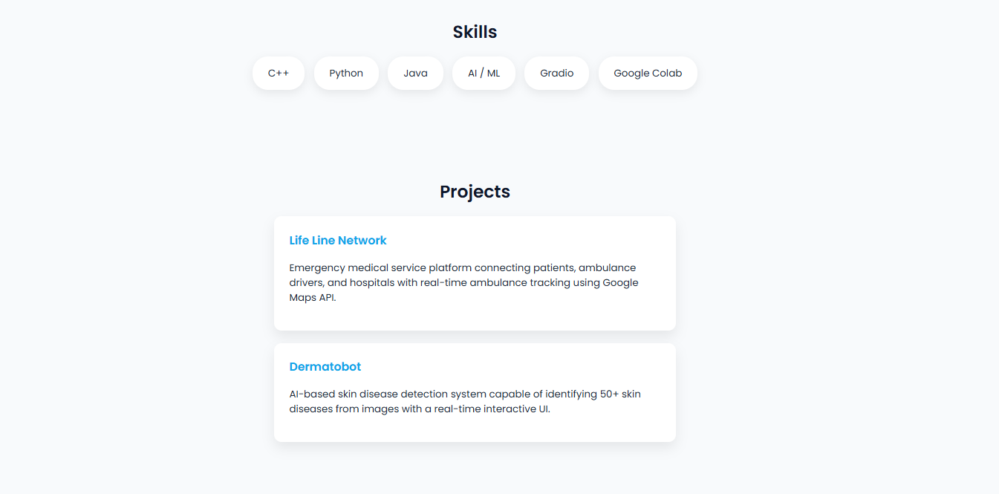 Skills
C++ Python Java AI / ML Gradio Google Colab
Projects
Life Line Network
Emergency medical service platform connecting patients, ambulance
drivers, and hospitals with real-time ambulance tracking using Google
Maps API.
Dermatobot
AI-based skin disease detection system capable of identifying 50+ skin
diseases from images with a real-time interactive UI.